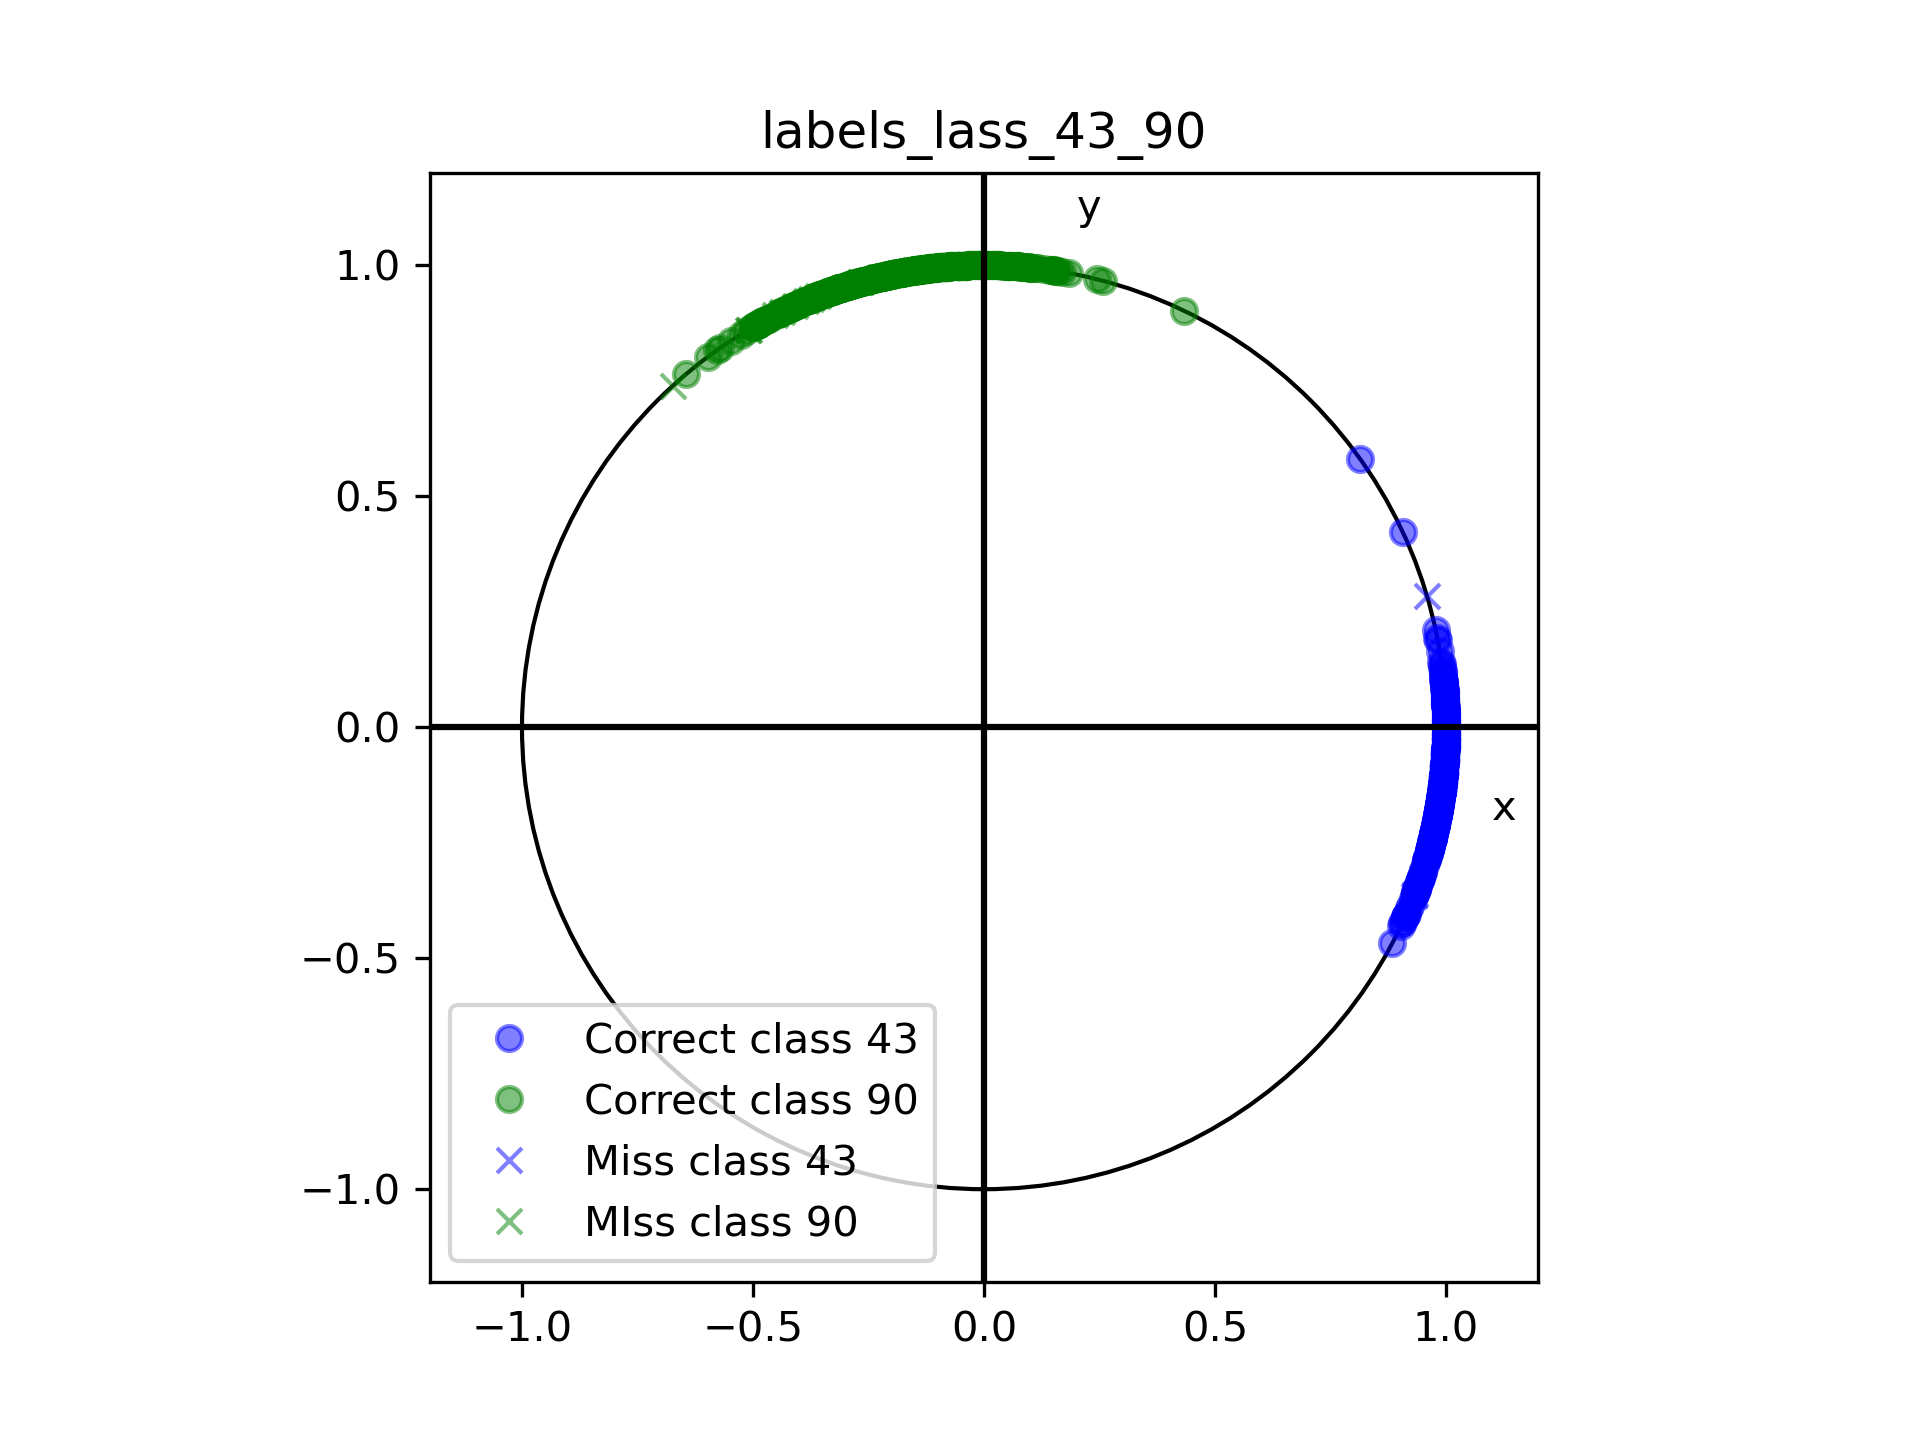 labels_lass_43_90
y
1.0
0.5
0.0
x
−0.5
−1.0
Correct class 43
Correct class 90
Miss class 43
MIss class 90
−1.0 −0.5 0.0 0.5 1.0